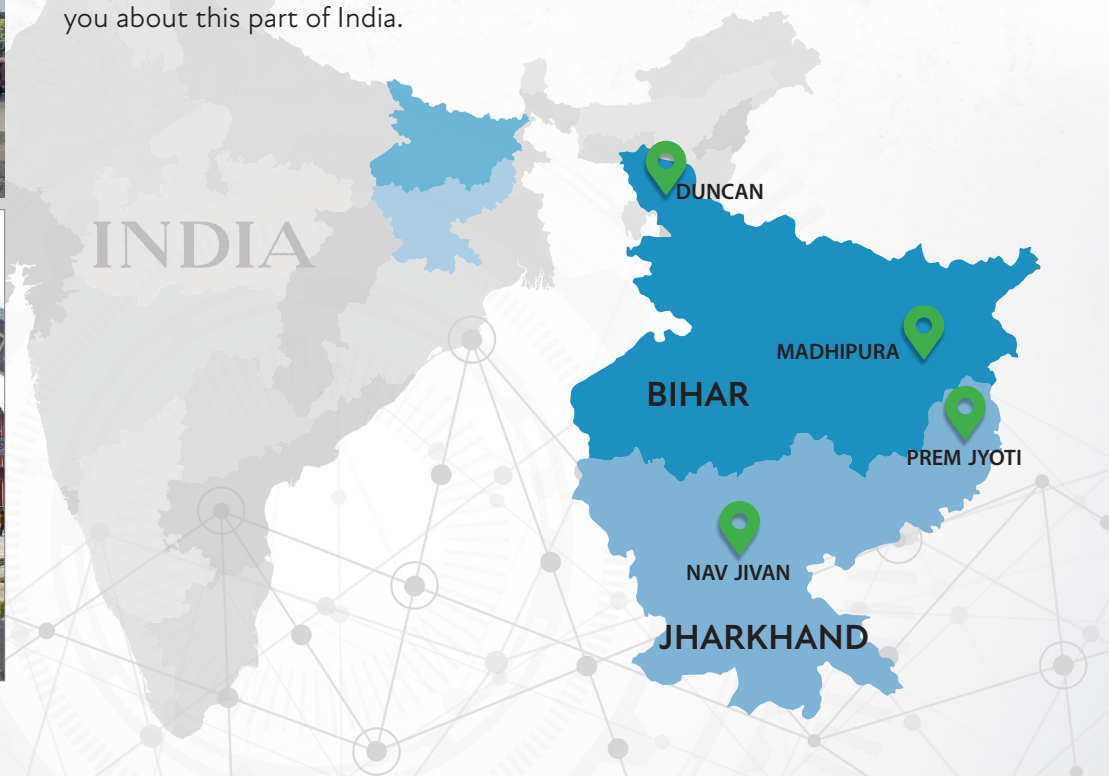 you about this part of India.
INDIA
DUNCAN
MADHIPURA
BIHAR
PREM JYOTI
NAV JIVAN
JHARKHAND